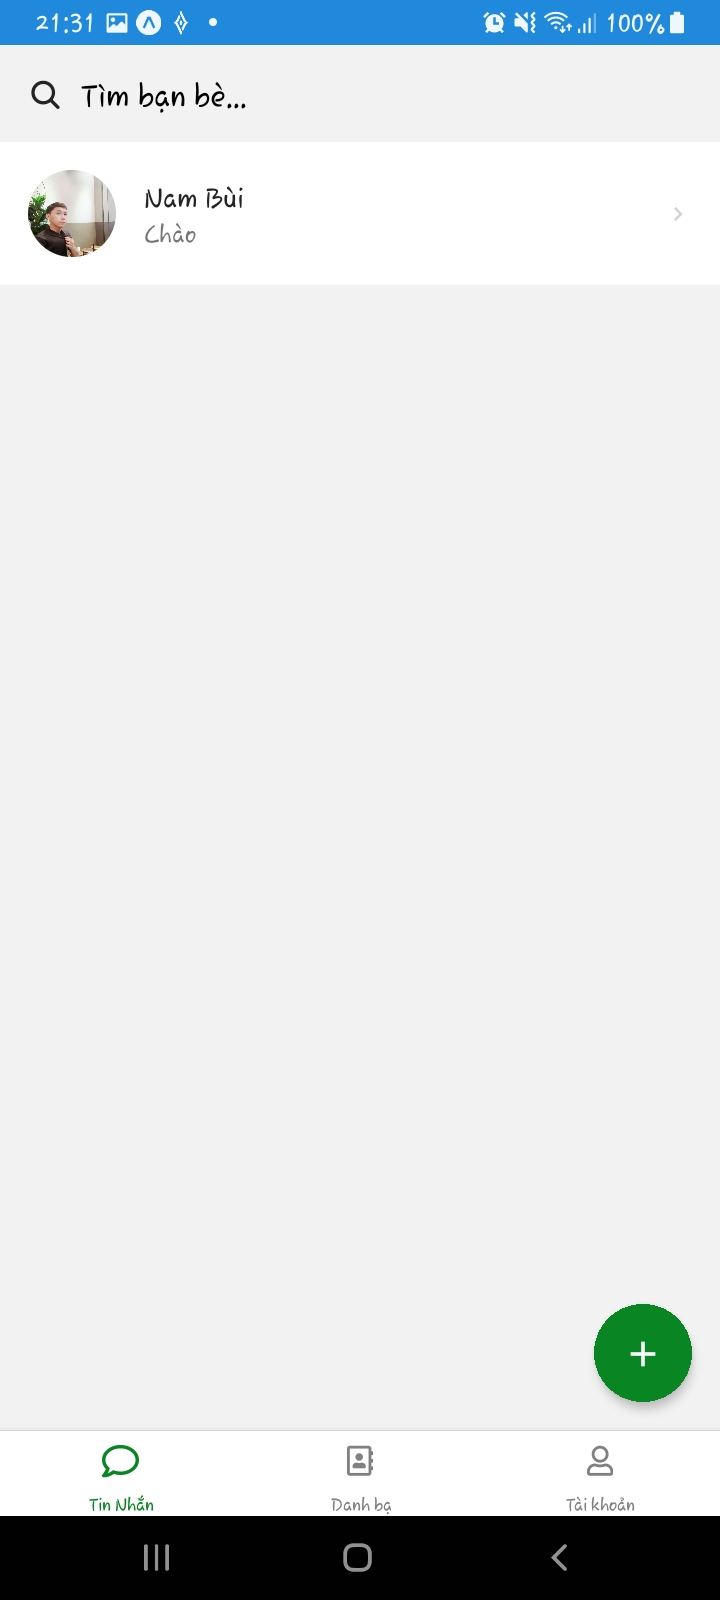 21:31 100%
Tìm bạn bè...
Nam Bùi
Chào
Tin Nhắn Danh bạ Tài khoản